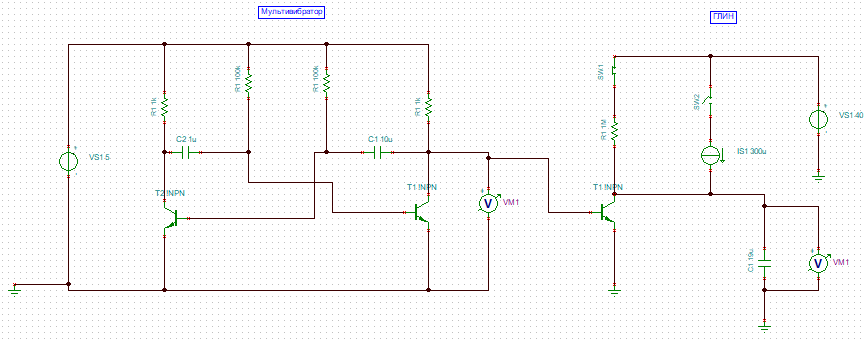 Мультивибратор
ГЛИН
R1 1k
R1 100k
R1 100k
R1 1k
SW1
SW2
VS1 5
C2 1u
C1 10u
R1 1M
IS1 300u
VS1 40
T2 !NPN
T1 !NPN
V
VM1
T1 !NPN
C1 19u
V
VM1